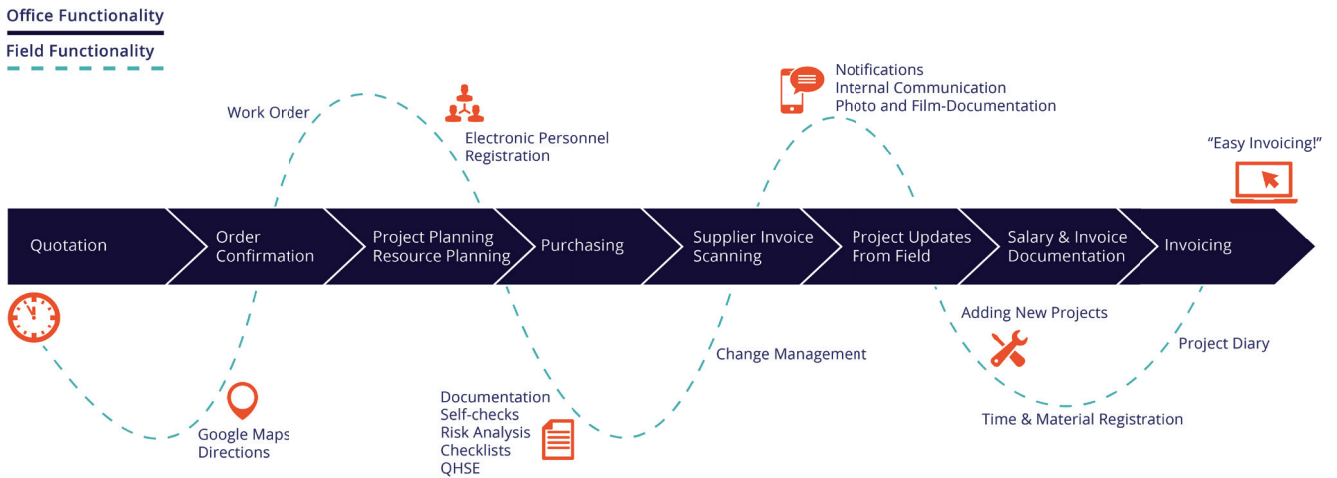 Office Functionality
Field Functionality
Work Order
Electronic Personnel
Registration
Notifications
Internal Communication
Photo and Film-Documentation
“Easy Invoicing!”
Quotation
Order
Confirmation
Project Planning
Resource Planning
Purchasing
Supplier Invoice
Scanning
Project Updates
From Field
Salary & Invoice
Documentation
Invoicing
Google Maps
Directions
Documentation
Self-checks
Risk Analysis
Checklists
QHSE
Change Management
Adding New Projects
Time & Material Registration
Project Diary